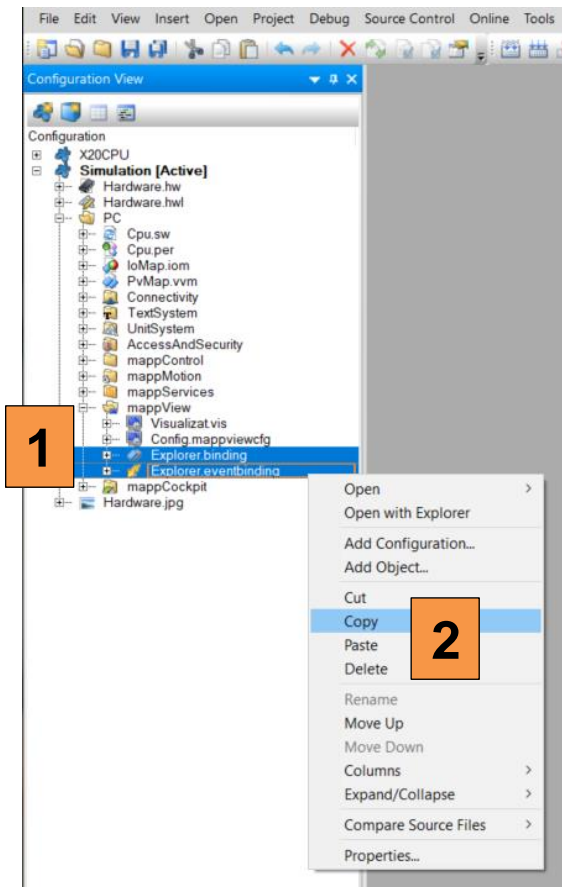 File Edit View Insert Open Project Debug Source Control Online Tools
Configuration View
Configuration
X20CPU
Simulation [Active]
Hardware.hw
Hardware.hwl
PC
Cpu.sw
Cpu.per
IoMap.iom
PvMap.vvm
Connectivity
TextSystem
UnitSystem
AccessAndSecurity
mappControl
mappMotion
mappServices
mappView
Visualizat.vis
Config.mappviewcfg
1
Explorer.binding
Explorer.eventbinding
mappCockpit
Hardware.jpg
Open
Open with Explorer
Add Configuration...
Add Object...
Cut
Copy
2
Paste
Delete
Rename
Move Up
Move Down
Columns
Expand/Collapse
Compare Source Files
Properties...